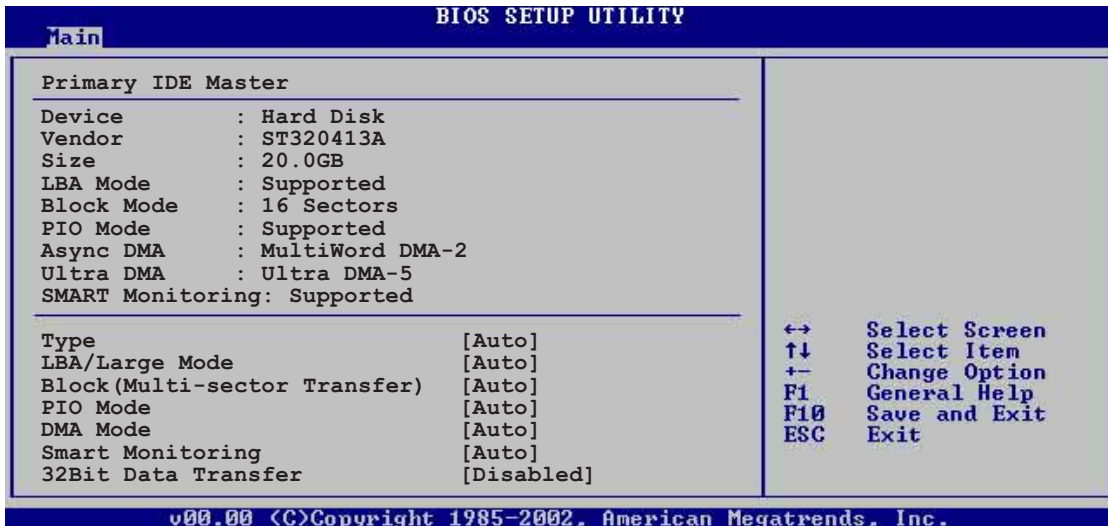 BIOS SETUP UTILITY
Main
Primary IDE Master
Device : Hard Disk
Vendor : ST320413A
Size : 20.0GB
LBA Mode : Supported
Block Mode : 16 Sectors
PIO Mode : Supported
Async DMA : MultiWord DMA-2
Ultra DMA : Ultra DMA-5
SMART Monitoring: Supported
Type [Auto]
LBA/Large Mode [Auto]
Block(Multi-sector Transfer) [Auto]
PIO Mode [Auto]
DMA Mode [Auto]
Smart Monitoring [Auto]
32Bit Data Transfer [Disabled]
←→ Select Screen
↑↓ Select Item
+- Change Option
F1 General Help
F10 Save and Exit
ESC Exit
v00.00 (C)Copyright 1985-2002, American Megatrends, Inc.